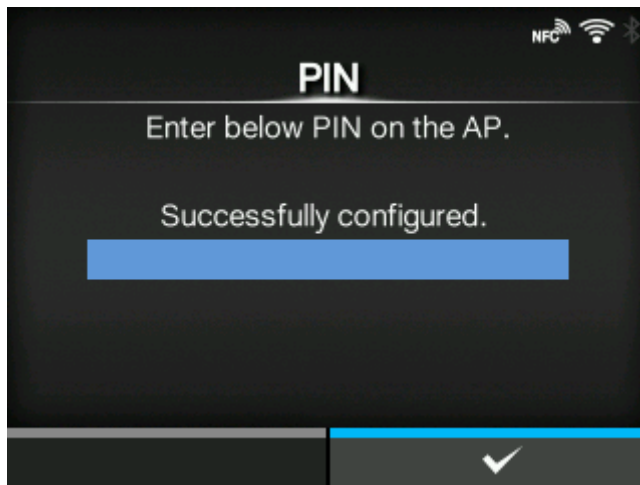 NFC
PIN
Enter below PIN on the AP.
Successfully configured.